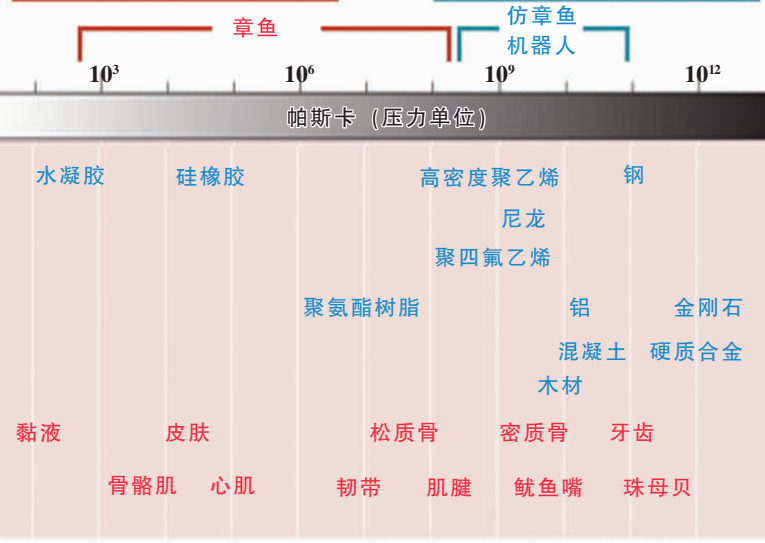 章鱼
仿章鱼
机器人
10³ 10⁶ 10⁹ 10¹²
帕斯卡（压力单位）
水凝胶 硅橡胶 高密度聚乙烯 钢
尼龙
聚四氟乙烯
聚氨酯树脂 铝 金刚石
混凝土 硬质合金
木材
黏液 皮肤 松质骨 密质骨 牙齿
骨骼肌 心肌 韧带 肌腱 鱿鱼嘴 珠母贝